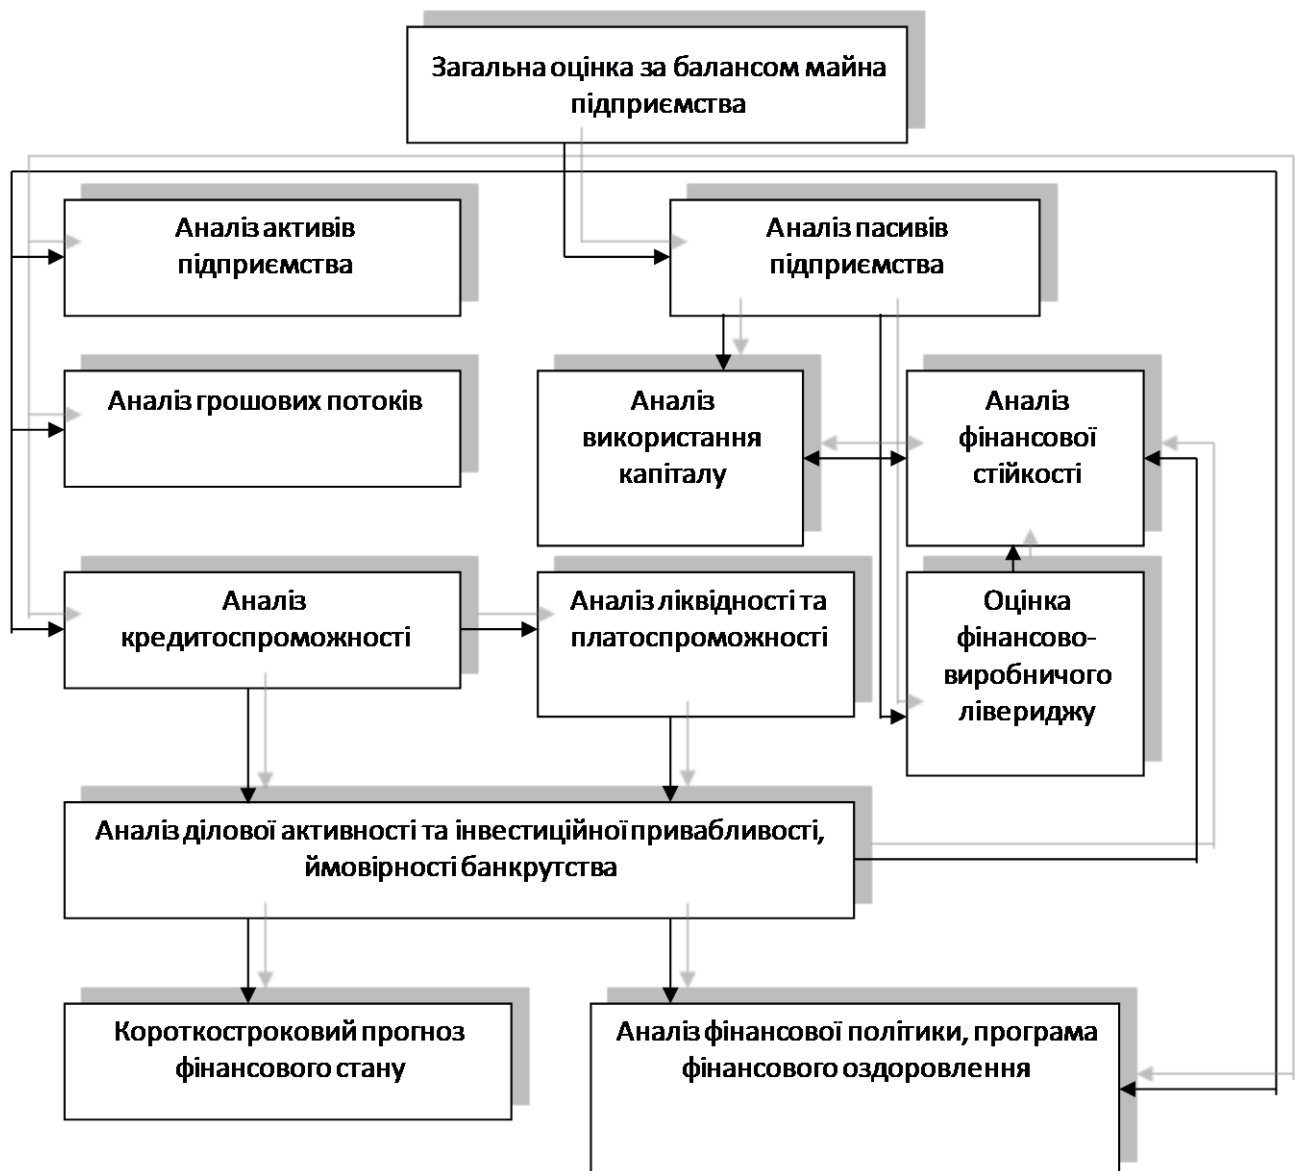 Загальна оцінка за балансом майна
підприємства
Аналіз активів
підприємства
Аналіз пасивів
підприємства
Аналіз грошових потоків
Аналіз
використання
капіталу
Аналіз
фінансової
стійкості
Аналіз
кредитоспроможності
Аналіз ліквідності та
платоспроможності
Оцінка
фінансово-
виробничого
лівериджу
Аналіз ділової активності та інвестиційної привабливості,
ймовірності банкрутства
Короткостроковий прогноз
фінансового стану
Аналіз фінансової політики, програма
фінансового оздоровлення